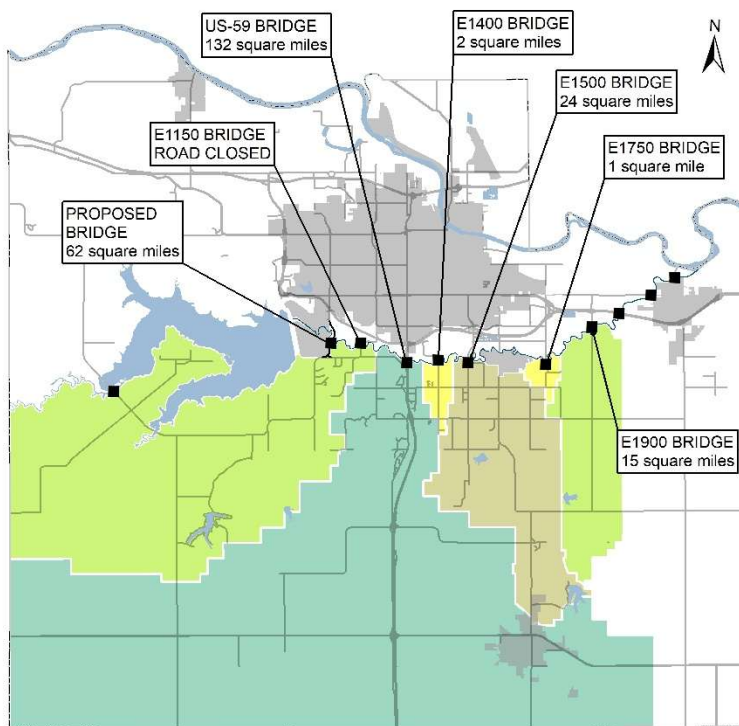 US-59 BRIDGE
132 square miles
E1400 BRIDGE
2 square miles
N
E1500 BRIDGE
24 square miles
E1150 BRIDGE
ROAD CLOSED
E1750 BRIDGE
1 square mile
PROPOSED
BRIDGE
62 square miles
E1900 BRIDGE
15 square miles